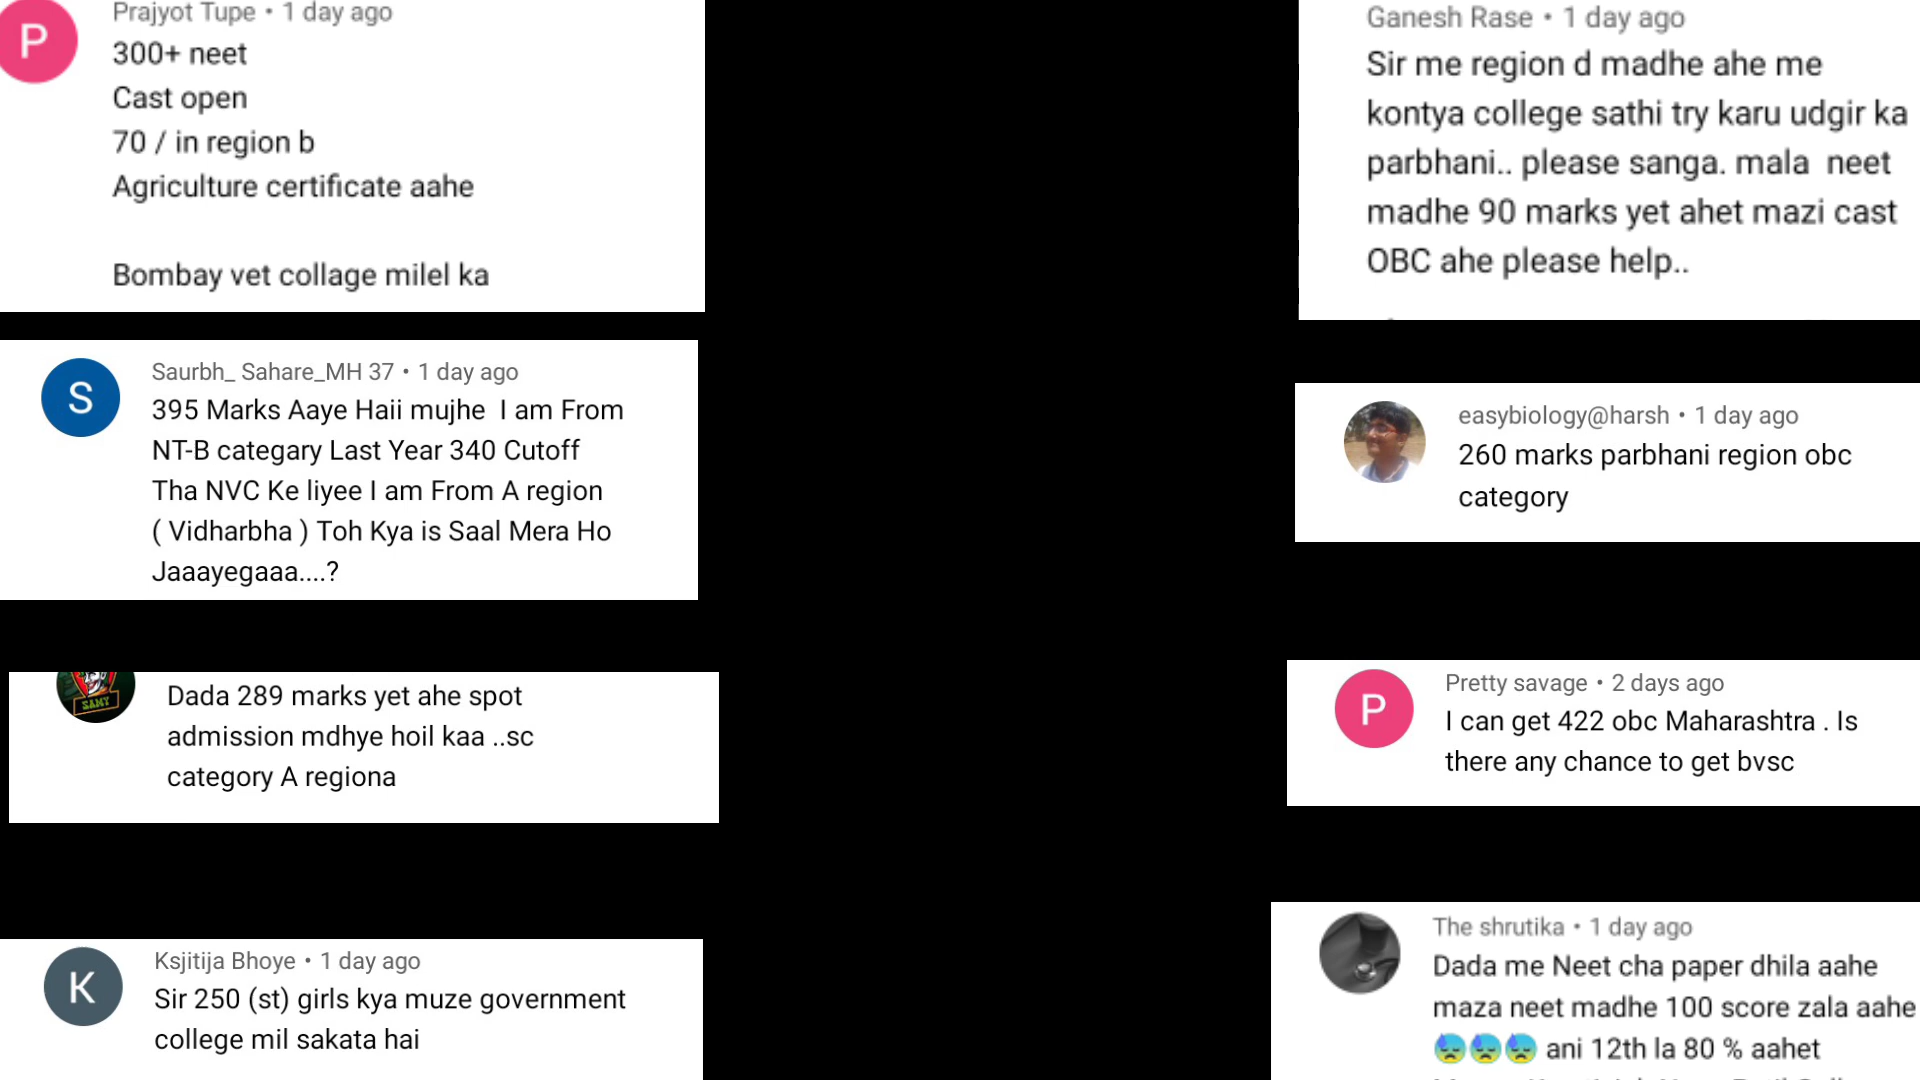 Prajyot Tupe • 1 day ago
P
300+ neet
Cast open
70 / in region b
Agriculture certificate aahe
Bombay vet collage milel ka
S
Saurbh_ Sahare_MH 37 • 1 day ago
395 Marks Aaye Haii mujhe I am From
NT-B categary Last Year 340 Cutoff
Tha NVC Ke liyee I am From A region
( Vidharbha ) Toh Kya is Saal Mera Ho
Jaaayegaaa....?
SAMY
Dada 289 marks yet ahe spot
admission mdhye hoil kaa ..sc
category A regiona
K
Ksjitija Bhoye • 1 day ago
Sir 250 (st) girls kya muze government
college mil sakata hai
Ganesh Rase • 1 day ago
Sir me region d madhe ahe me
kontya college sathi try karu udgir ka
parbhani.. please sanga. mala neet
madhe 90 marks yet ahet mazi cast
OBC ahe please help..
easybiology@harsh • 1 day ago
260 marks parbhani region obc
category
P
Pretty savage • 2 days ago
I can get 422 obc Maharashtra . Is
there any chance to get bvsc
The shrutika • 1 day ago
Dada me Neet cha paper dhila aahe
maza neet madhe 100 score zala aahe
😰😰😰 ani 12th la 80 % aahet